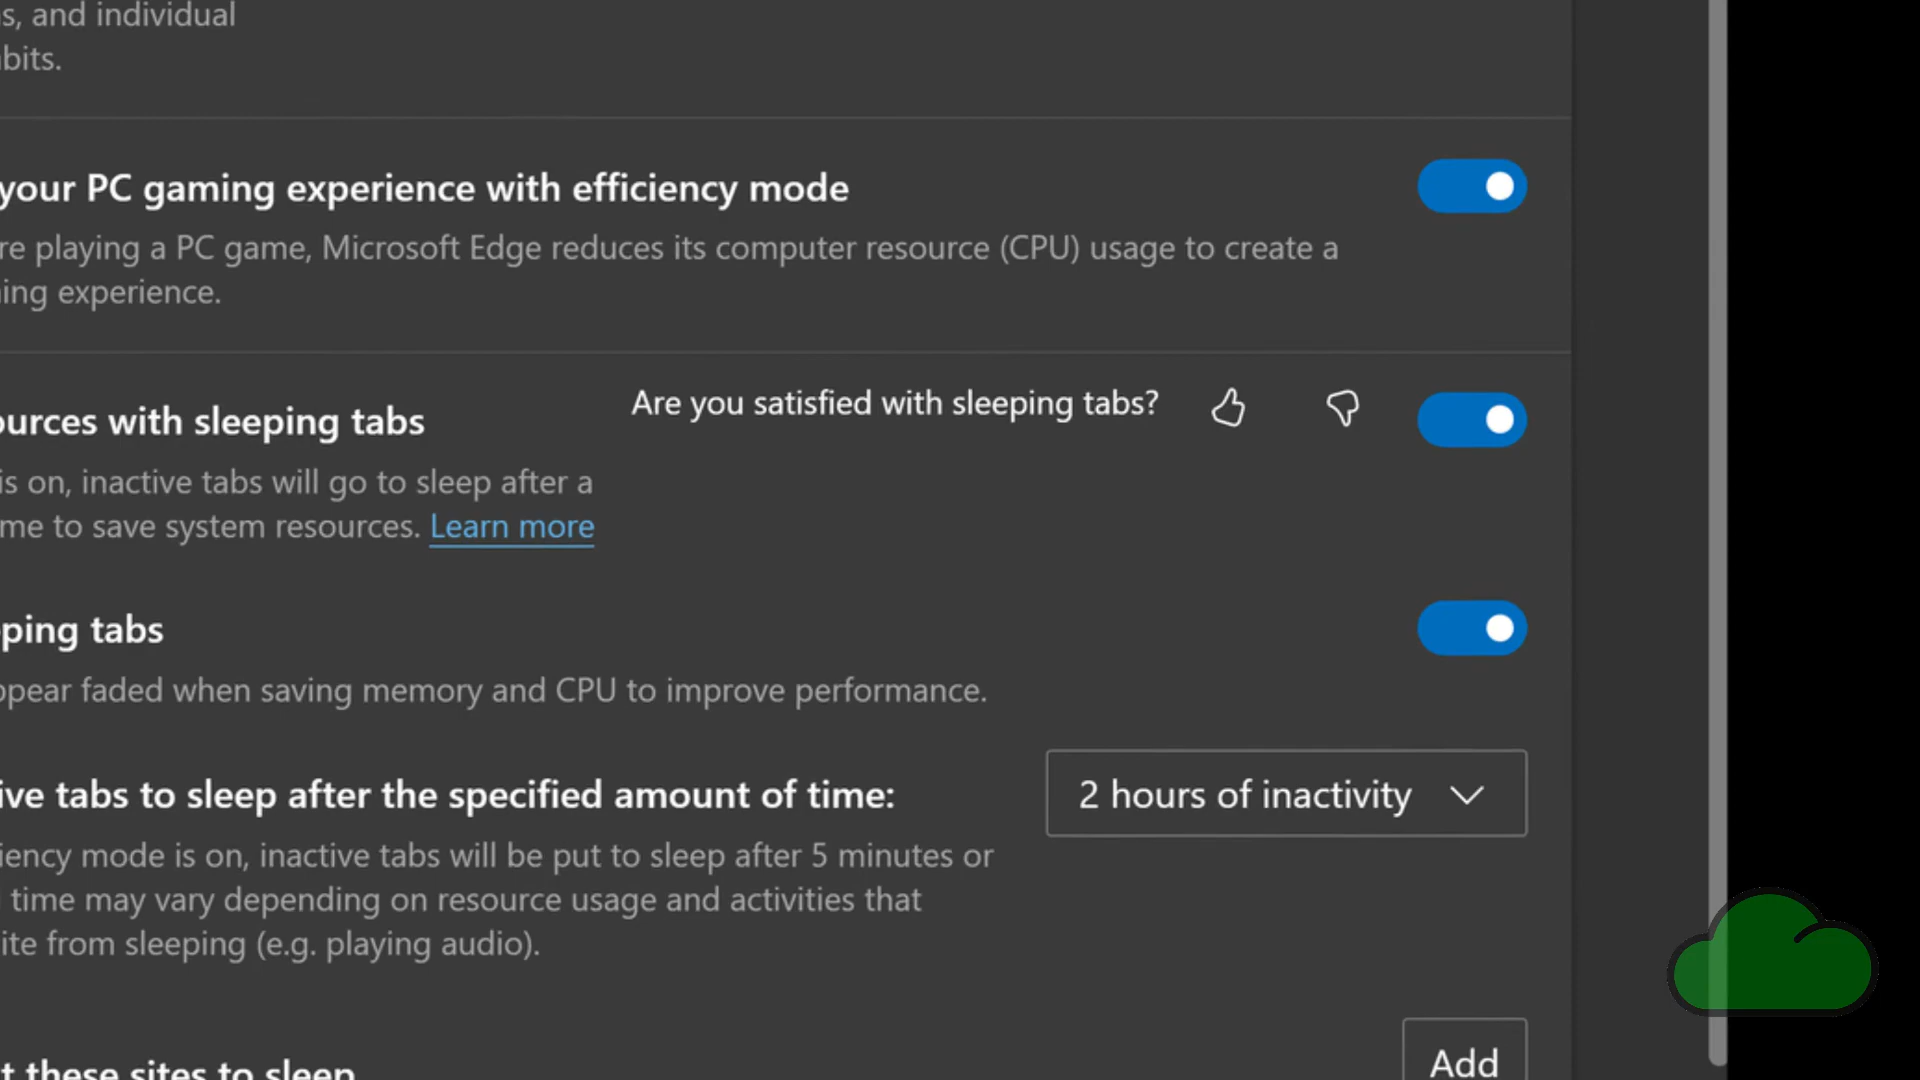 s, and individual
bits.
your PC gaming experience with efficiency mode
re playing a PC game, Microsoft Edge reduces its computer resource (CPU) usage to create a
ing experience.
Are you satisfied with sleeping tabs?
ources with sleeping tabs
is on, inactive tabs will go to sleep after a
me to save system resources. Learn more
ping tabs
ppear faded when saving memory and CPU to improve performance.
ive tabs to sleep after the specified amount of time:
2 hours of inactivity
iency mode is on, inactive tabs will be put to sleep after 5 minutes or
time may vary depending on resource usage and activities that
ite from sleeping (e.g. playing audio).
Add
t these sites to sleep